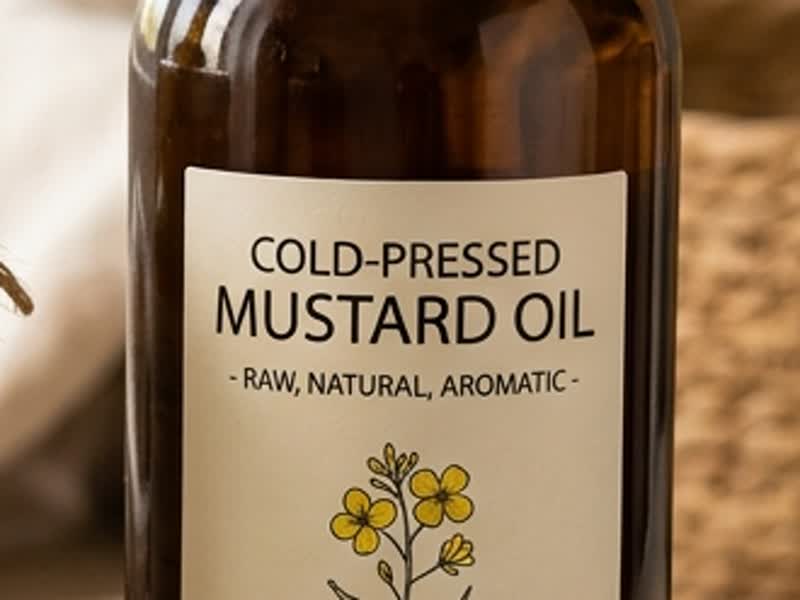 COLD-PRESSED
MUSTARD OIL
- RAW, NATURAL, AROMATIC -